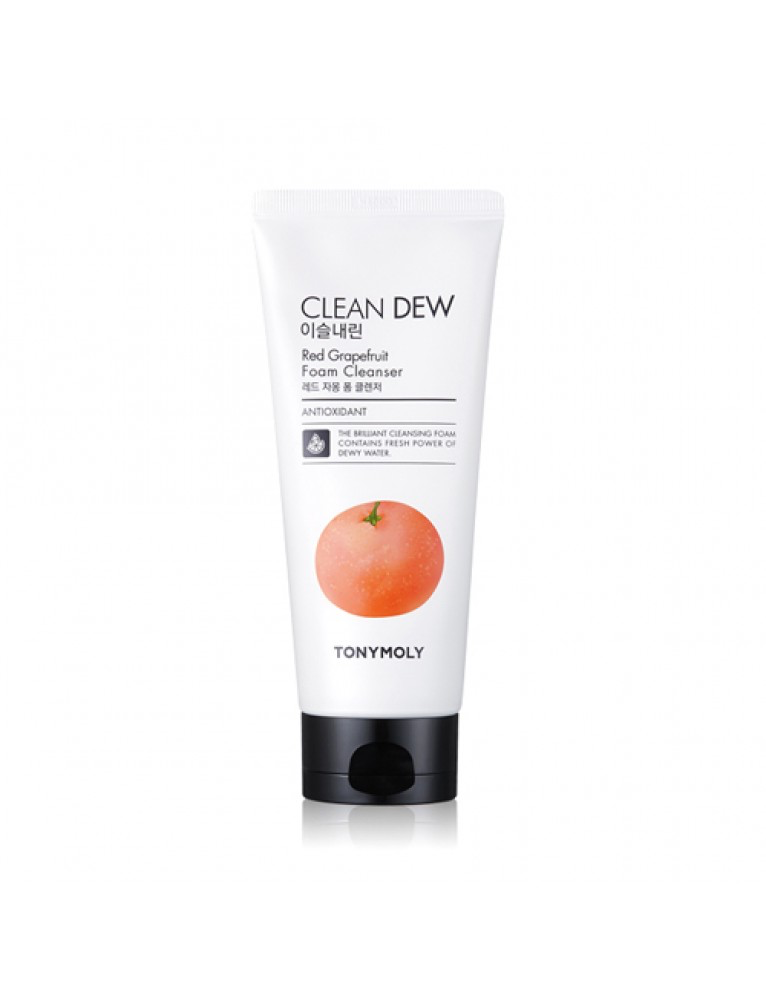 CLEAN DEW
이슬내린
Red Grapefruit
Foam Cleanser
레드 자몽 폼 클렌저
ANTIOXIDANT
THE BRILLIANT CLEANSING FOAM
CONTAINS FRESH POWER OF
DEWY WATER.
TONYMOLY